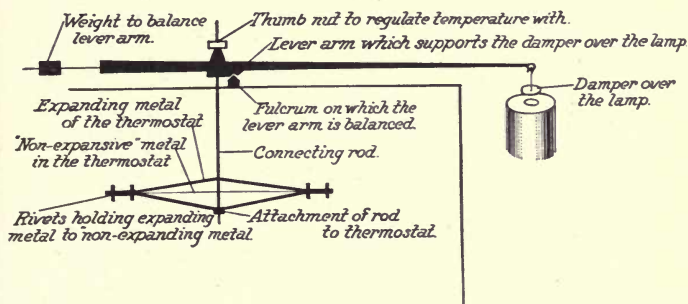 Weight to balance
lever arm.
Thumb nut to regulate temperature with.
Lever arm which supports the damper over the lamp.
Damper over
the lamp.
Fulcrum on which the
lever arm is balanced.
Expanding metal
of the thermostat
"Non-expansive" metal
in the thermostat
Connecting rod.
Rivets holding expanding
metal to "non-expanding metal.
Attachment of rod
to thermostat.